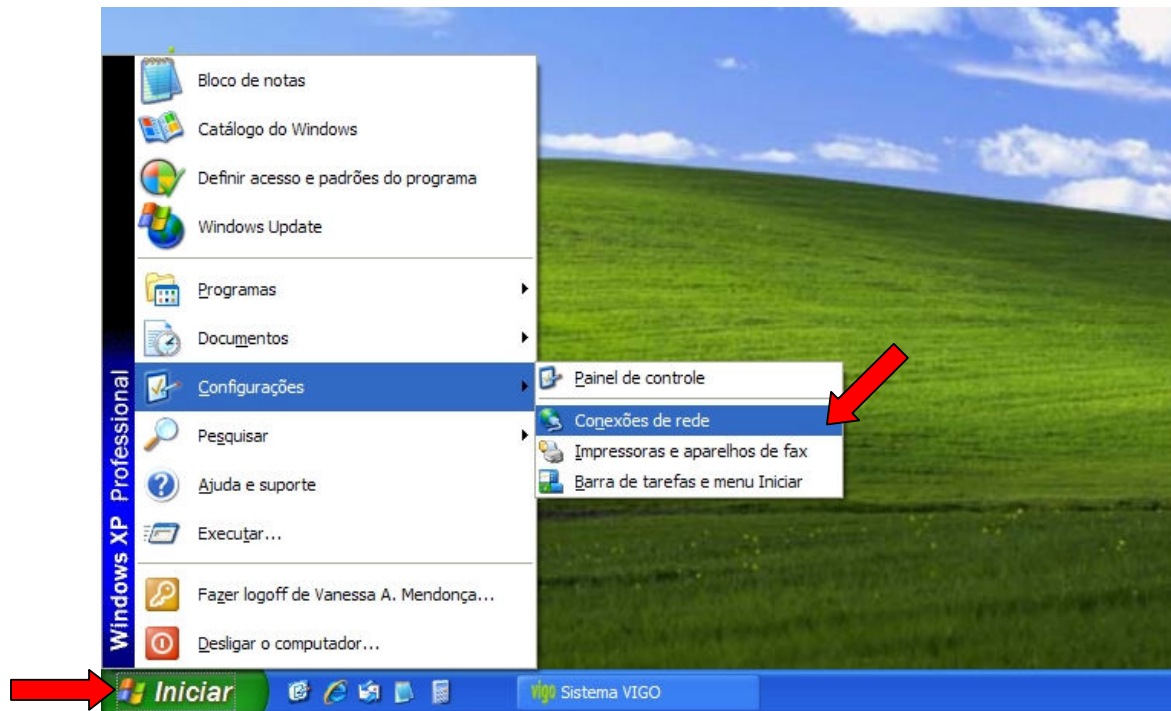 Bloco de notas
Catálogo do Windows
Definir acesso e padrões do programa
Windows Update
Programas
Documentos
Configurações
Pesquisar
Ajuda e suporte
Executar...
Fazer logoff de Vanessa A. Mendonça...
Desligar o computador...
Windows XP Professional
Painel de controle
Conexões de rede
Impressoras e aparelhos de fax
Barra de tarefas e menu Iniciar
Iniciar
vigo Sistema VIGO